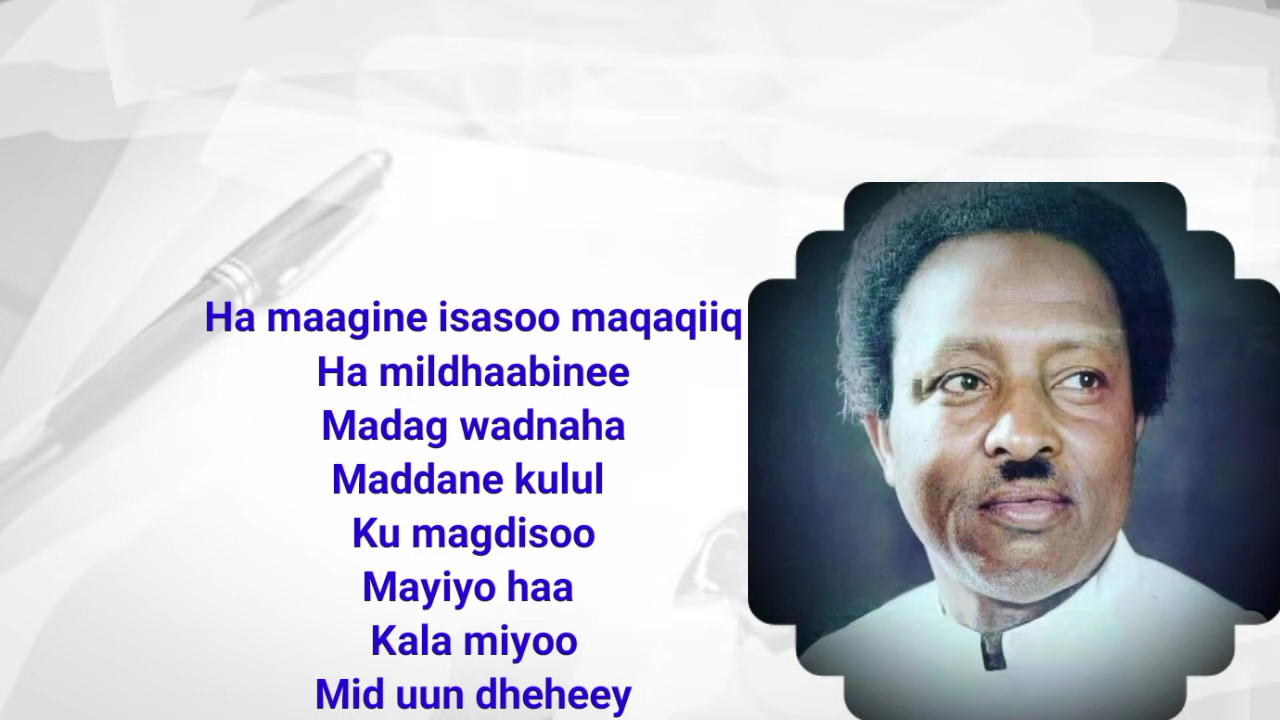 Ha maagine isasoo maqaqiiq
Ha mildhaabinee
Madag wadnaha
Maddane kulul
Ku magdisoo
Mayiyo haa
Kala miyoo
Mid uun dheheey